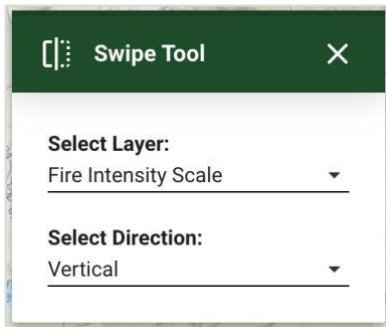 Swipe Tool
Select Layer:
Fire Intensity Scale
Select Direction:
Vertical